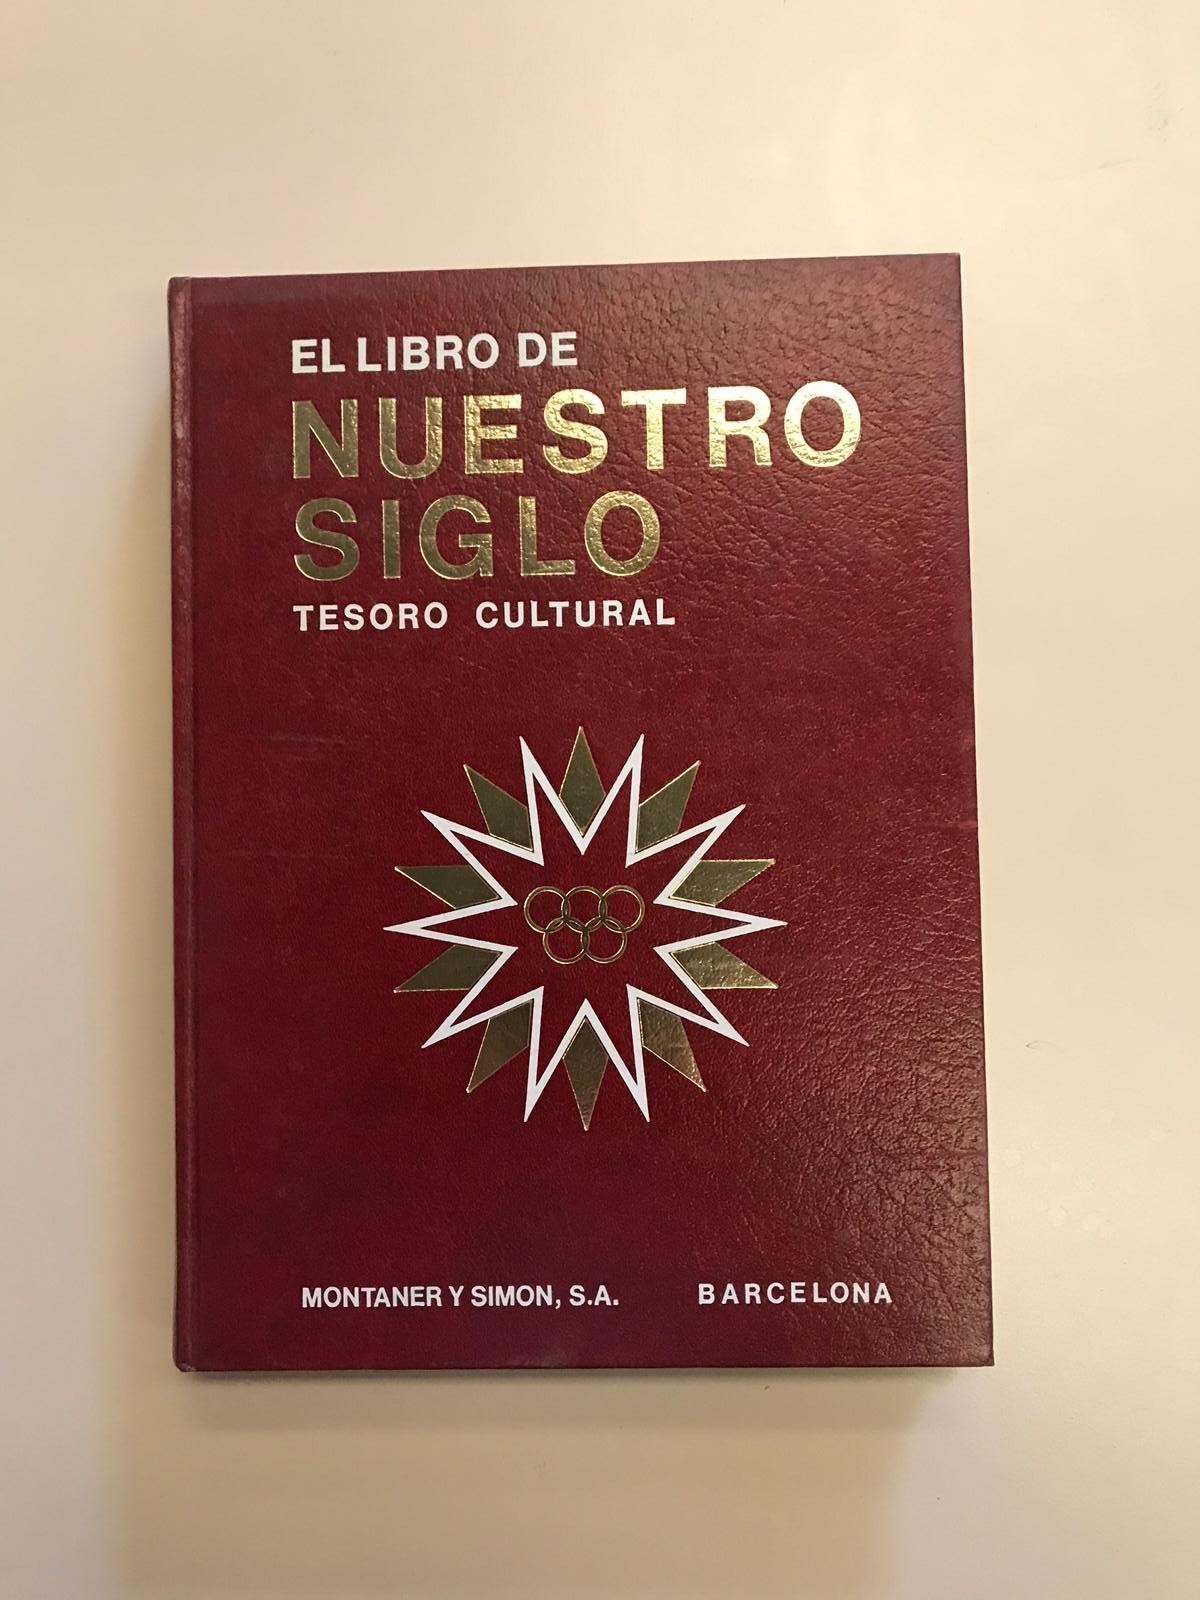 EL LIBRO DE
NUESTRO
SIGLO
TESORO CULTURAL
MONTANER Y SIMON, S.A. BARCELONA